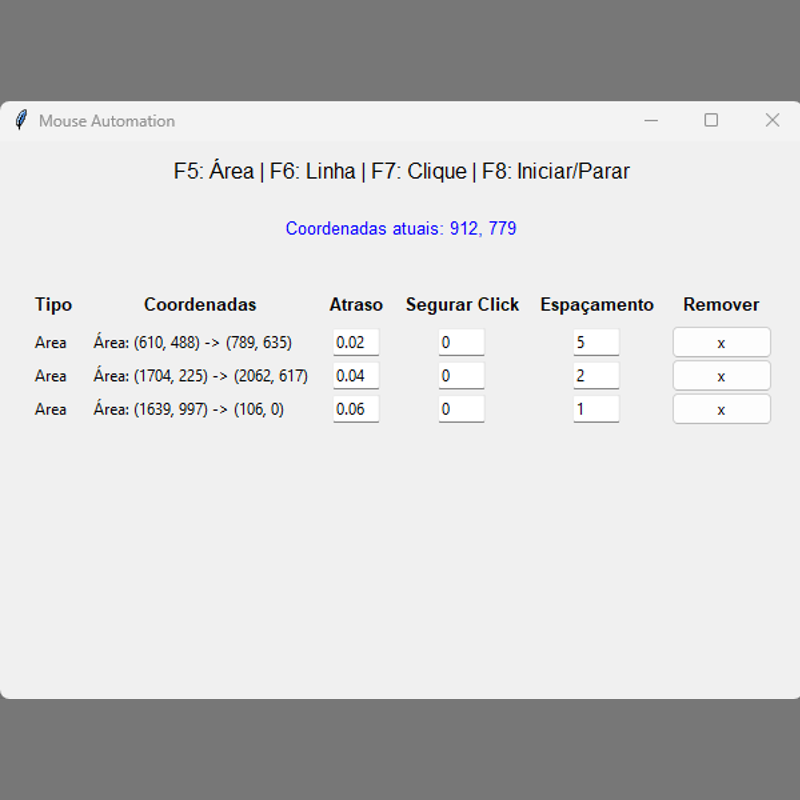 Mouse Automation
F5: Área | F6: Linha | F7: Clique | F8: Iniciar/Parar
Coordenadas atuais: 912, 779
Tipo Coordenadas Atraso Segurar Click Espaçamento Remover
Area Área: (610, 488) -> (789, 635) 0.02 0 5 x
Area Área: (1704, 225) -> (2062, 617) 0.04 0 2 x
Area Área: (1639, 997) -> (106, 0) 0.06 0 1 x